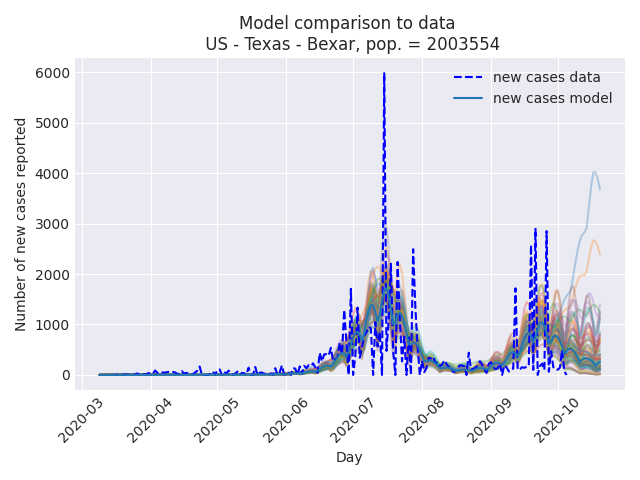 Model comparison to data
US - Texas - Bexar, pop. = 2003554
new cases data
new cases model
Number of new cases reported
6000
5000
4000
3000
2000
1000
0
2020-03
2020-04
2020-05
2020-06
2020-07
2020-08
2020-09
2020-10
Day